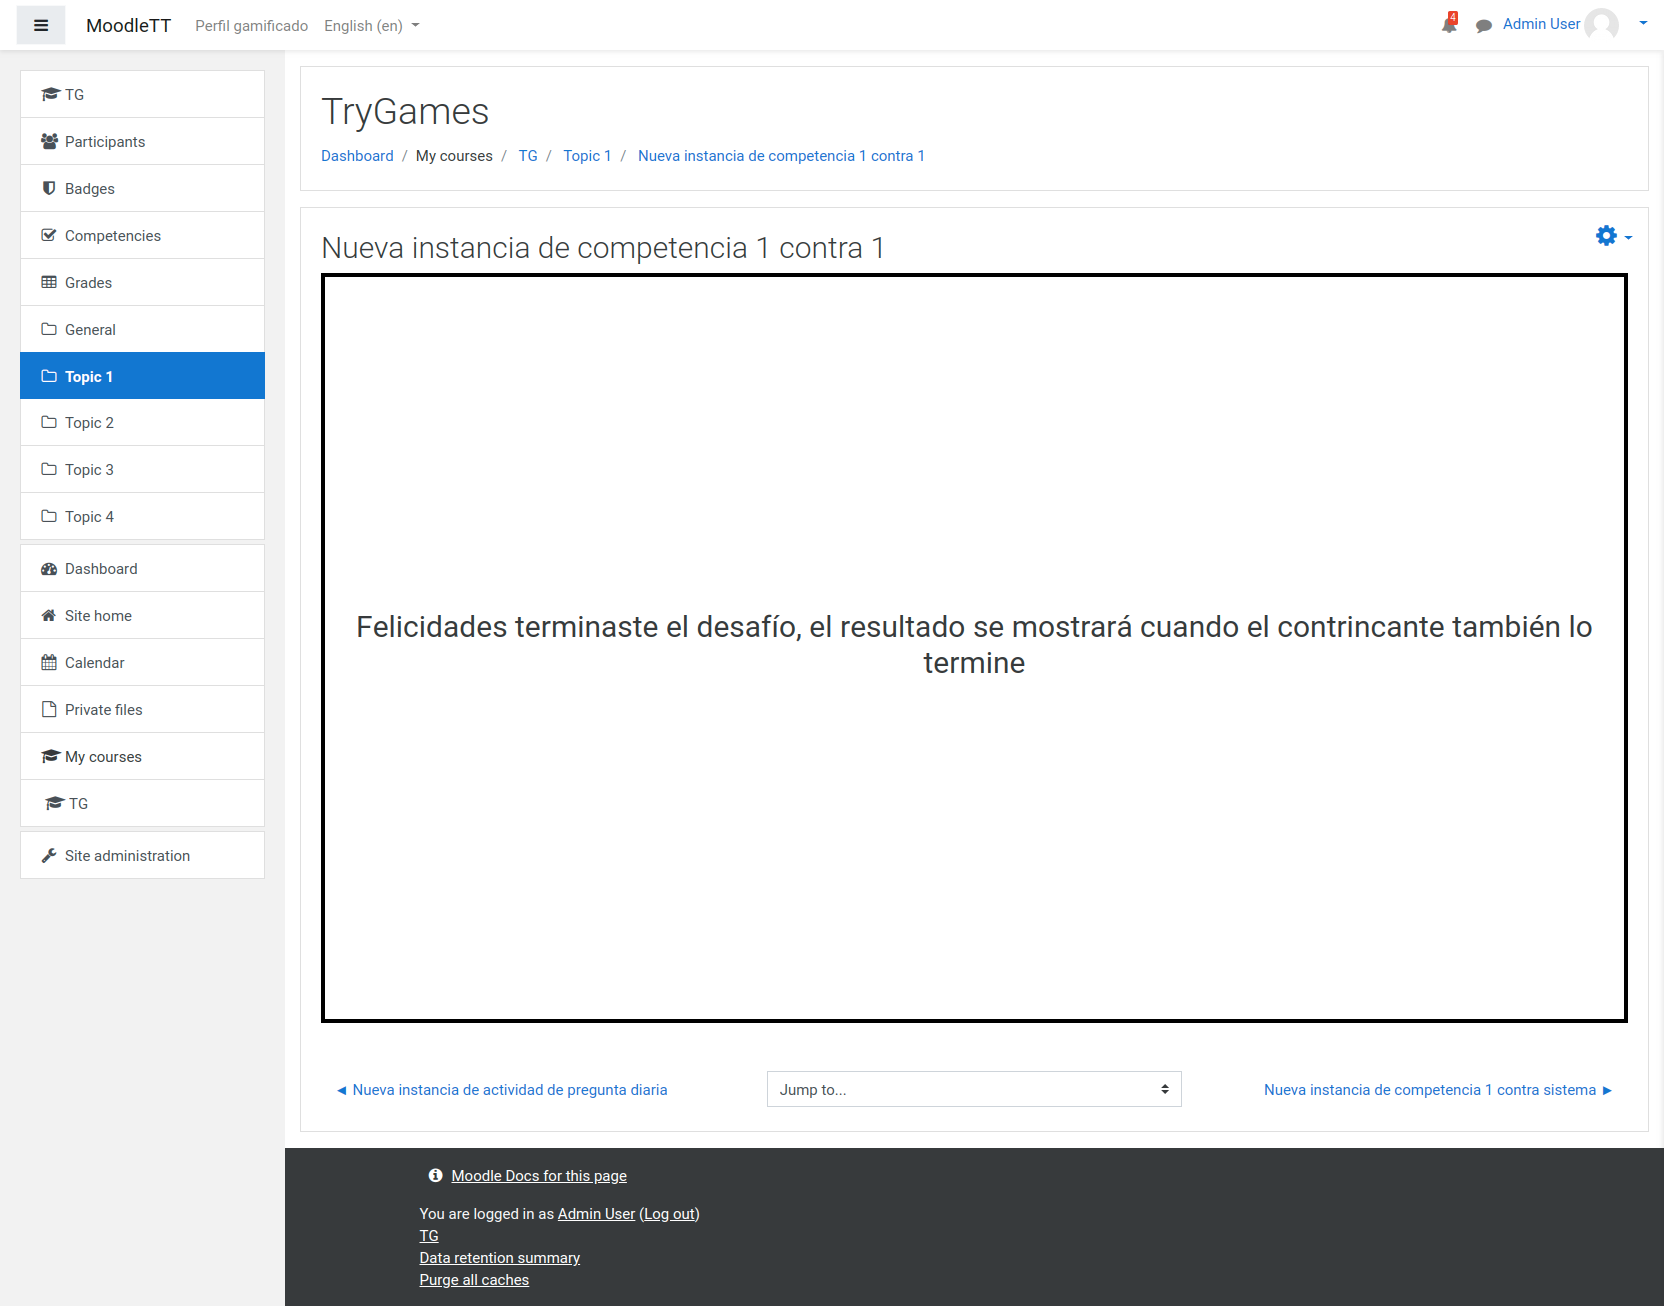 MoodleTT
Perfil gamificado
English (en)
4
Admin User
TG
Participants
Badges
Competencies
Grades
General
Topic 1
Topic 2
Topic 3
Topic 4
Dashboard
Site home
Calendar
Private files
My courses
TG
Site administration
TryGames
Dashboard / My courses / TG / Topic 1 / Nueva instancia de competencia 1 contra 1
Nueva instancia de competencia 1 contra 1
Felicidades terminaste el desafío, el resultado se mostrará cuando el contrincante también lo
termine
◄ Nueva instancia de actividad de pregunta diaria
Jump to...
Nueva instancia de competencia 1 contra sistema ►
Moodle Docs for this page
You are logged in as Admin User (Log out)
TG
Data retention summary
Purge all caches